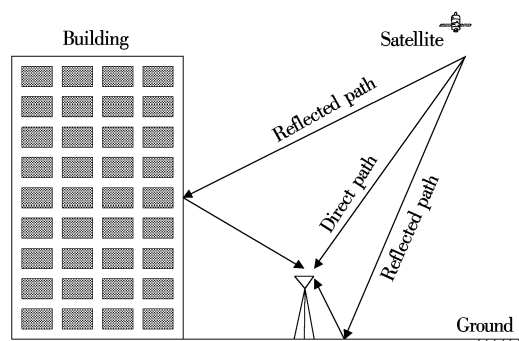 Building
Satellite
Reflected path
Direct path
Reflected path
Ground